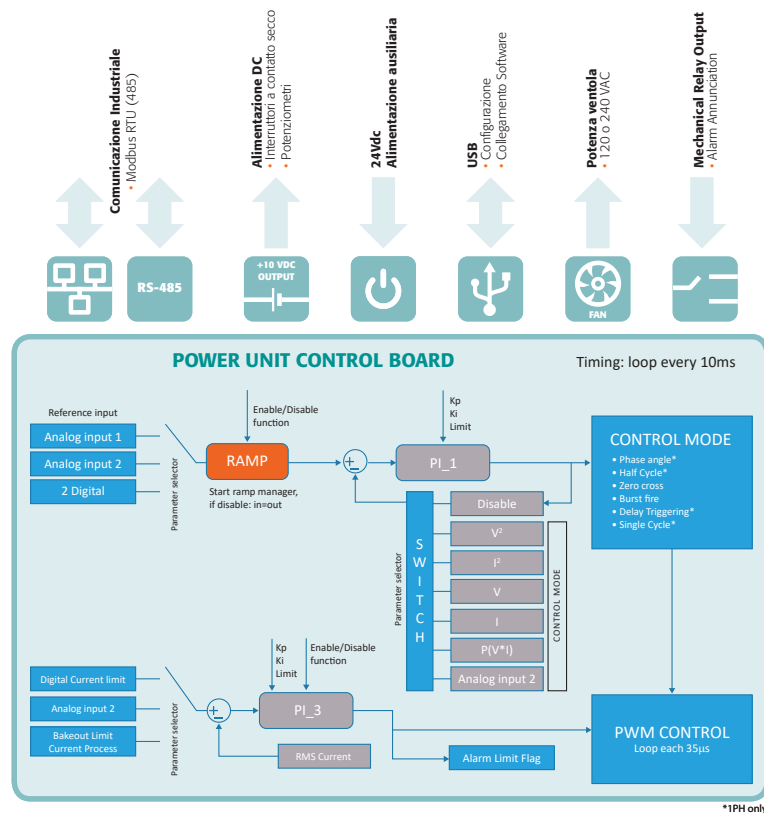 Comunicazione Industriale
• Modbus RTU (485)
Alimentazione DC
• Interruttori a contatto secco
• Potenziometri
24Vdc
Alimentazione ausiliaria
USB
• Configurazione
• Collegamento Software
Potenza ventola
• 120 o 240 VAC
Mechanical Relay Output
• Alarm Annunciation
RS-485
+10 VDC
OUTPUT
FAN
POWER UNIT CONTROL BOARD
Timing: loop every 10ms
Reference input
Analog input 1
Analog input 2
2 Digital
Parameter selector
Enable/Disable
function
RAMP
Start ramp manager,
if disable: in=out
Kp
Ki
Limit
PI_1
CONTROL MODE
• Phase angle*
• Half Cycle*
• Zero cross
• Burst fire
• Delay Triggering*
• Single Cycle*
Parameter selector
SWITCH
Disable
V²
I²
V
I
P(V*I)
Analog input 2
CONTROL MODE
Digital Current limit
Analog input 2
Bakeout Limit
Current Process
Parameter selector
Kp
Ki
Limit
Enable/Disable
function
PI_3
RMS Current
Alarm Limit Flag
PWM CONTROL
Loop each 35µs
*1PH only